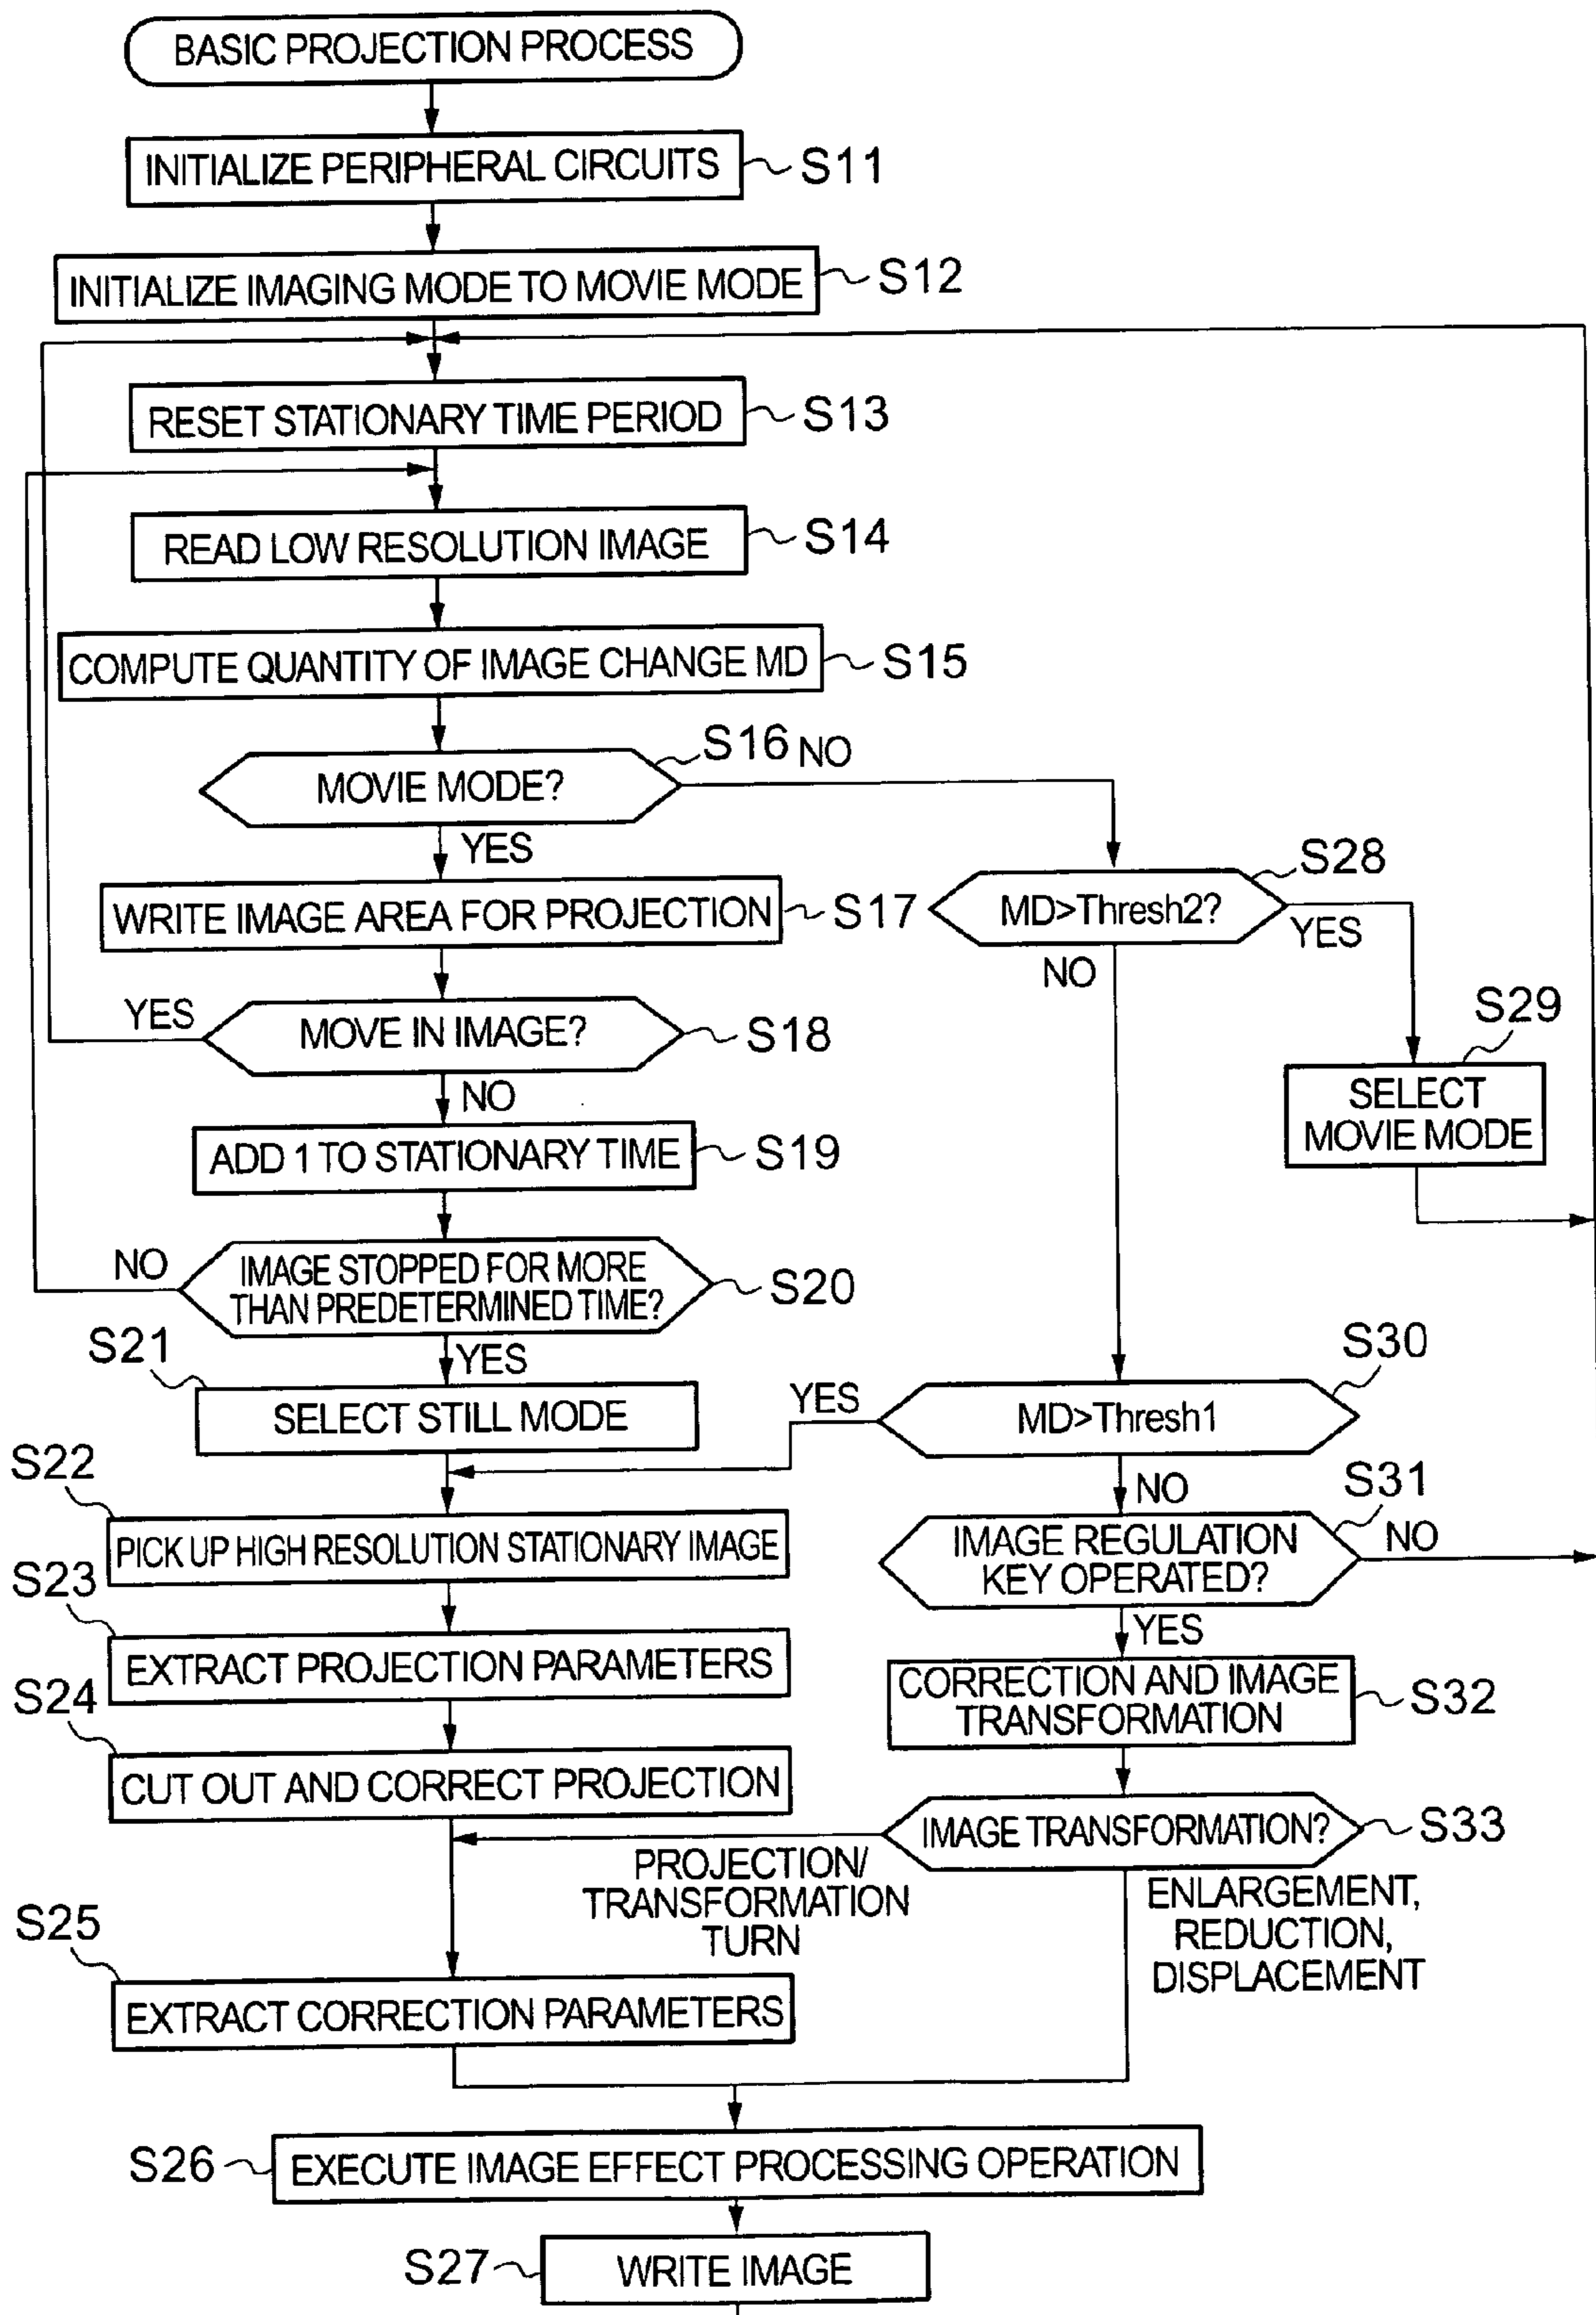 BASIC PROJECTION PROCESS
INITIALIZE PERIPHERAL CIRCUITS
S11
INITIALIZE IMAGING MODE TO MOVIE MODE
S12
RESET STATIONARY TIME PERIOD
S13
READ LOW RESOLUTION IMAGE
S14
COMPUTE QUANTITY OF IMAGE CHANGE MD
S15
S16
NO
MOVIE MODE?
YES
S28
WRITE IMAGE AREA FOR PROJECTION
S17
MD>Thresh2?
YES
NO
YES
MOVE IN IMAGE?
S18
S29
NO
SELECT
MOVIE MODE
ADD 1 TO STATIONARY TIME
S19
NO
IMAGE STOPPED FOR MORE
THAN PREDETERMINED TIME?
S20
S21
YES
S30
SELECT STILL MODE
YES
MD>Thresh1
S22
NO
S31
PICK UP HIGH RESOLUTION STATIONARY IMAGE
IMAGE REGULATION
KEY OPERATED?
NO
S23
YES
EXTRACT PROJECTION PARAMETERS
CORRECTION AND IMAGE
TRANSFORMATION
S32
S24
CUT OUT AND CORRECT PROJECTION
IMAGE TRANSFORMATION?
S33
PROJECTION/
TRANSFORMATION
TURN
ENLARGEMENT,
REDUCTION,
DISPLACEMENT
S25
EXTRACT CORRECTION PARAMETERS
S26
EXECUTE IMAGE EFFECT PROCESSING OPERATION
S27
WRITE IMAGE